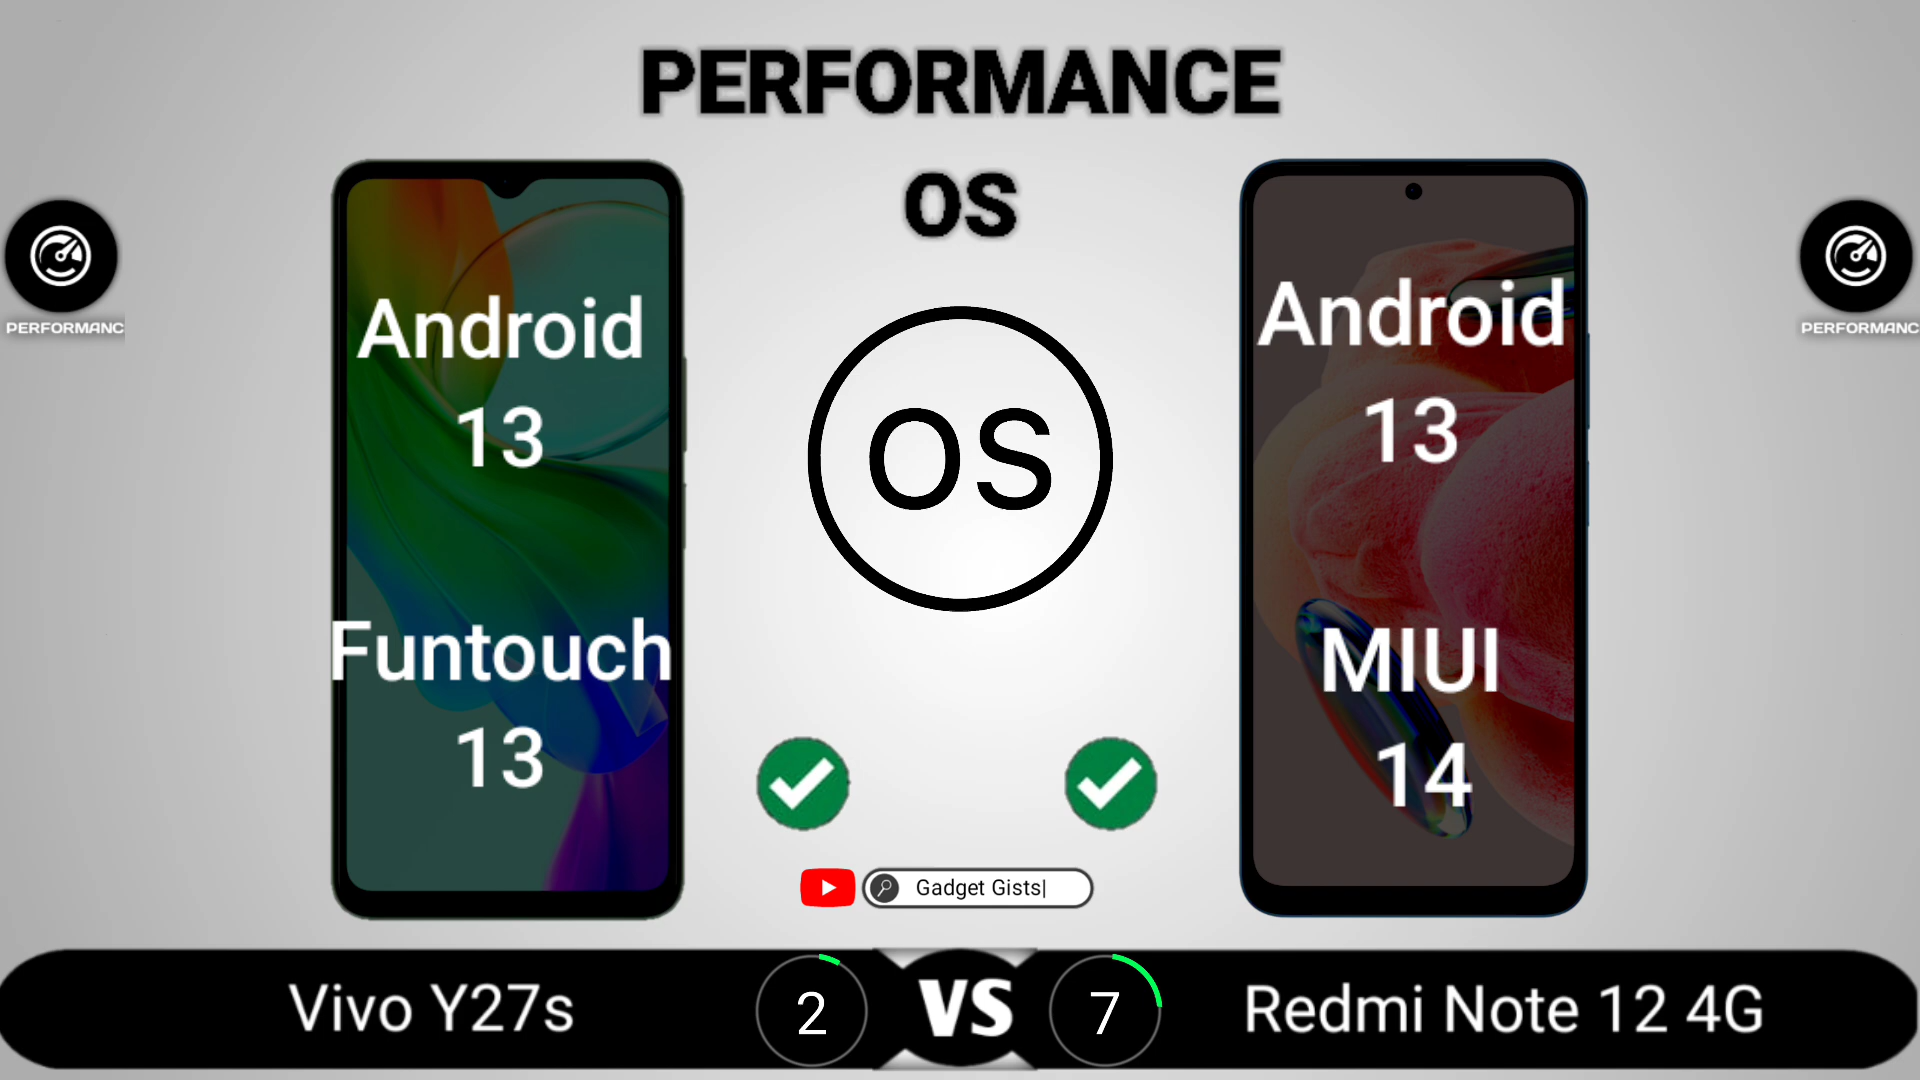 PERFORMANCE
OS
PERFORMANC
PERFORMANC
Android
13
Funtouch
13
OS
Android
13
MIUI
14
Gadget Gists|
Vivo Y27s
2
VS
7
Redmi Note 12 4G